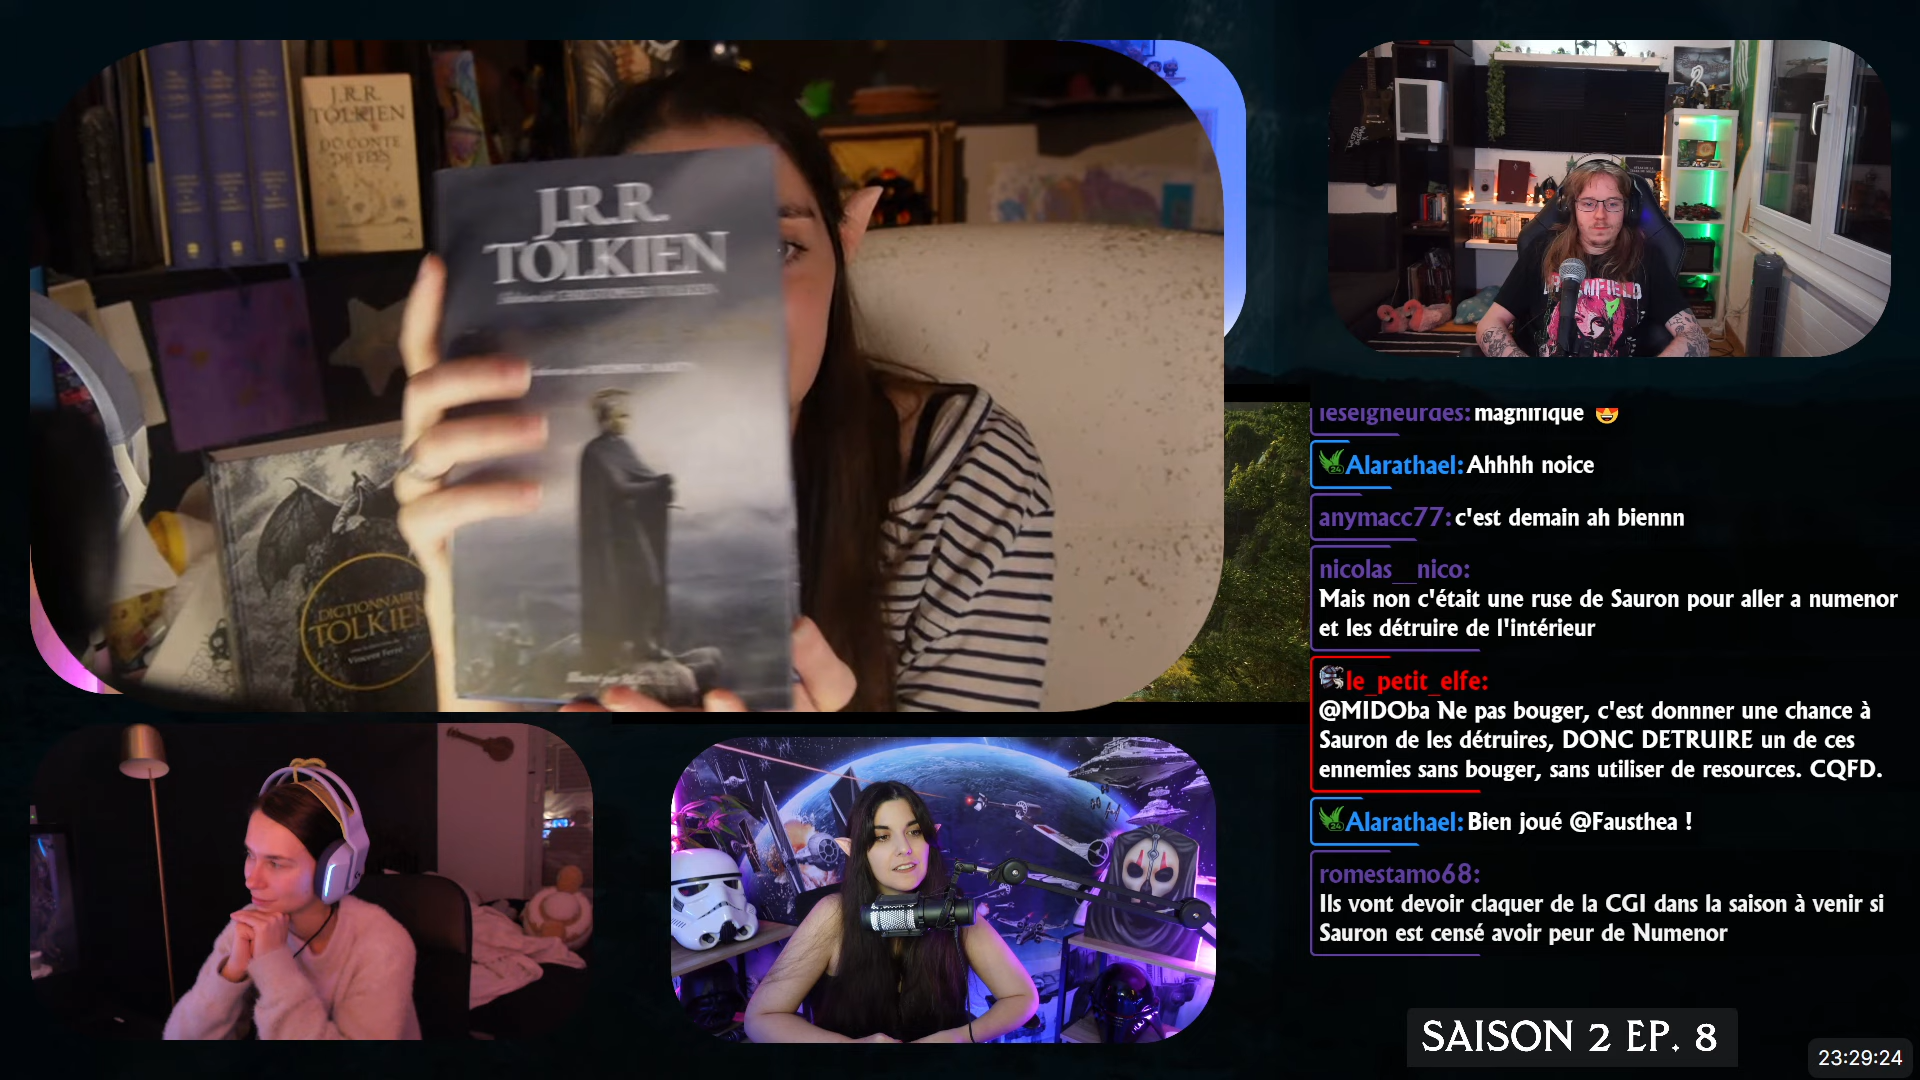 J.R.R.
TOLKIEN
DU CONTE
DE FÉES
J.R.R.
TOLKIEN
DICTIONNAIRE
TOLKIEN
Vincent Ferré
leseigneurdes: magnifique 😍
Alarathael: Ahhhh noice
anymacc77: c'est demain ah biennn
nicolas__nico:
Mais non c'était une ruse de Sauron pour aller a numenor
et les détruire de l'intérieur
le_petit_elfe:
@MIDOba Ne pas bouger, c'est donnner une chance à
Sauron de les détruires, DONC DETRUIRE un de ces
ennemies sans bouger, sans utiliser de resources. CQFD.
Alarathael: Bien joué @Fausthea !
romestamo68:
Ils vont devoir claquer de la CGI dans la saison à venir si
Sauron est censé avoir peur de Numenor
SAISON 2 EP. 8
23:29:24